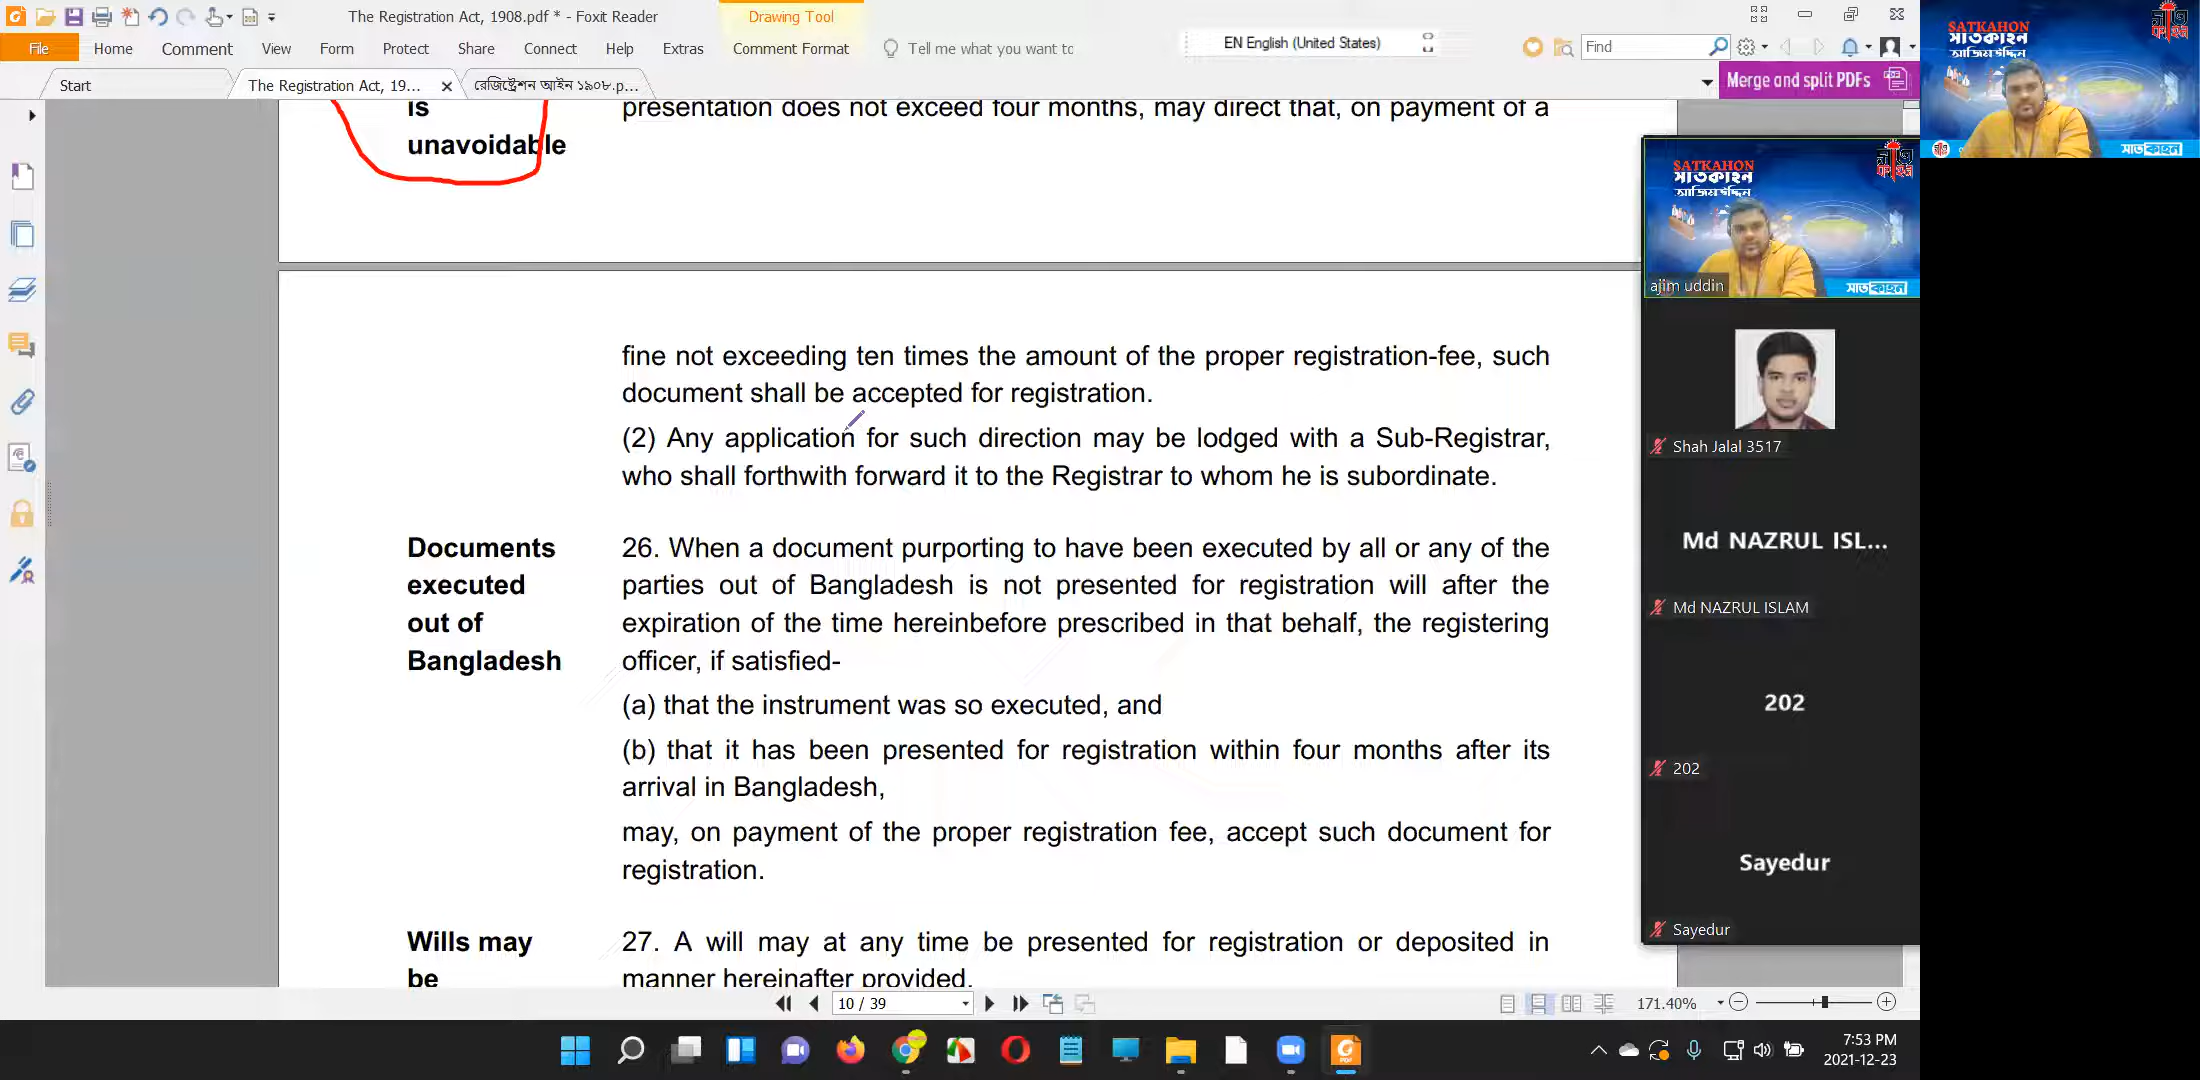 The Registration Act, 1908.pdf * - Foxit Reader
Drawing Tool
File Home Comment View Form Protect Share Connect Help Extras Comment Format Tell me what you want to
EN English (United States)
Find
Start
The Registration Act, 19...
রেজিষ্ট্রেশন আইন ১৯০৮.p...
Merge and split PDFs
is
unavoidable
presentation does not exceed four months, may direct that, on payment of a
fine not exceeding ten times the amount of the proper registration-fee, such
document shall be accepted for registration.
(2) Any application for such direction may be lodged with a Sub-Registrar,
who shall forthwith forward it to the Registrar to whom he is subordinate.
Documents
executed
out of
Bangladesh
26. When a document purporting to have been executed by all or any of the
parties out of Bangladesh is not presented for registration will after the
expiration of the time hereinbefore prescribed in that behalf, the registering
officer, if satisfied-
(a) that the instrument was so executed, and
(b) that it has been presented for registration within four months after its
arrival in Bangladesh,
may, on payment of the proper registration fee, accept such document for
registration.
Wills may
be
27. A will may at any time be presented for registration or deposited in
manner hereinafter provided.
SATKAHON
সাতকাহন
আজিম উদ্দিন
সাতকাহন
SATKAHON
সাতকাহন
আজিম উদ্দিন
ajim uddin
সাতকাহন
Shah Jalal 3517
Md NAZRUL ISL...
Md NAZRUL ISLAM
202
202
Sayedur
Sayedur
10 / 39
171.40%
7:53 PM
2021-12-23